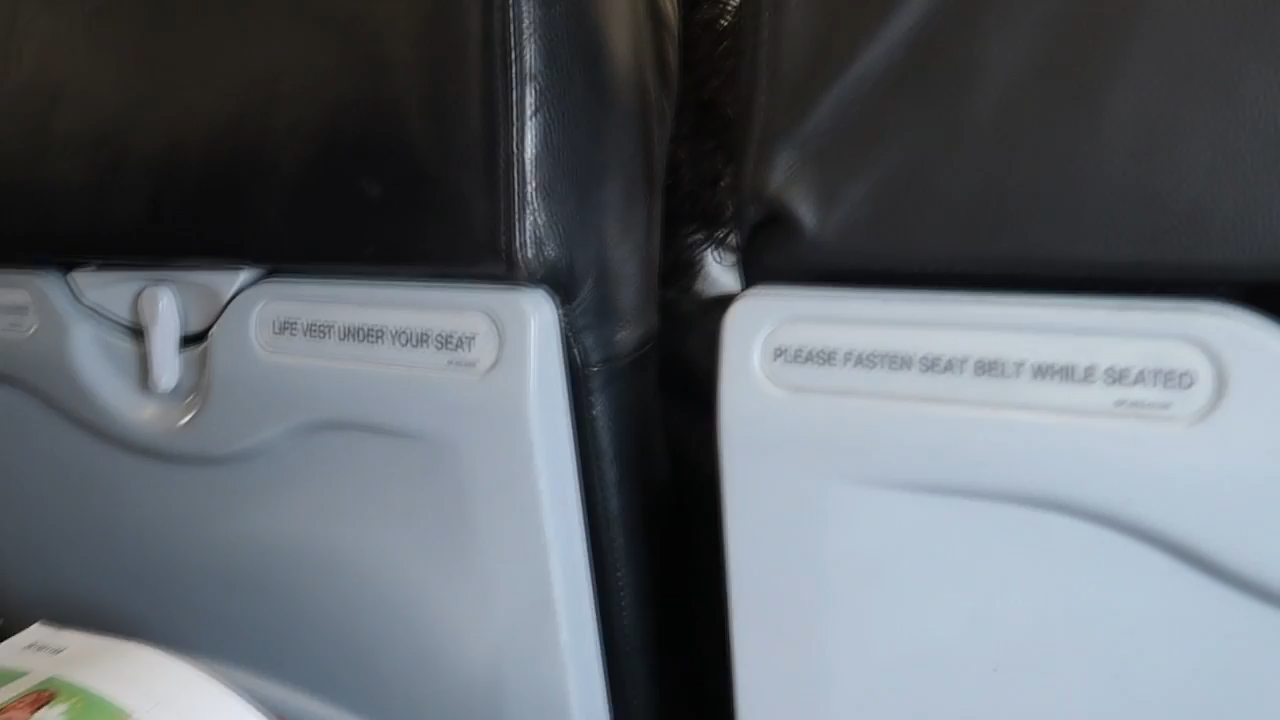 LIFE VEST UNDER YOUR SEAT
PLEASE FASTEN SEAT BELT WHILE SEATED